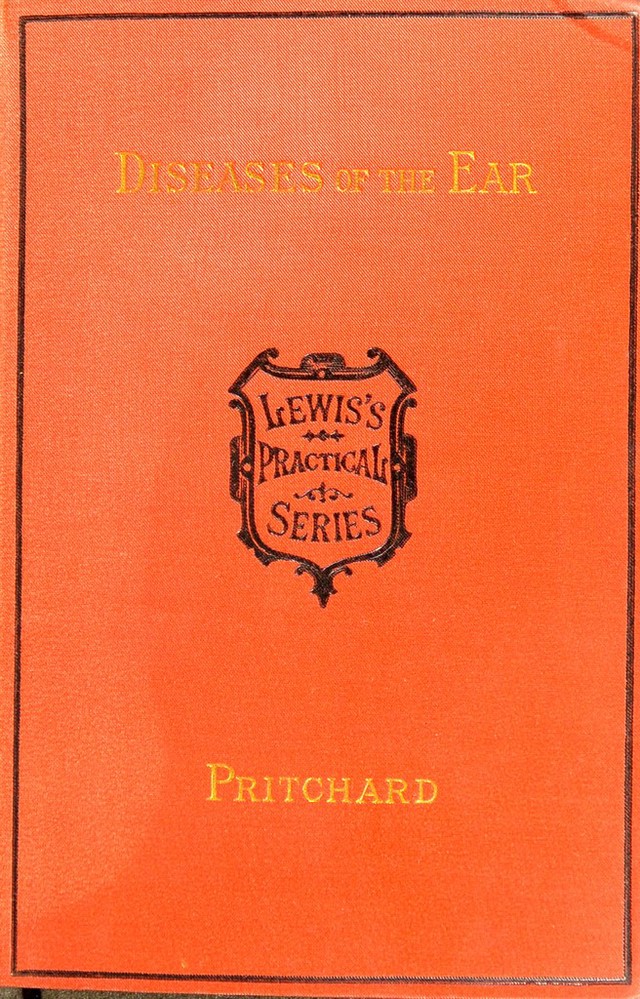 DISEASES OF THE EAR
LEWIS'S
PRACTICAL
SERIES
PRITCHARD